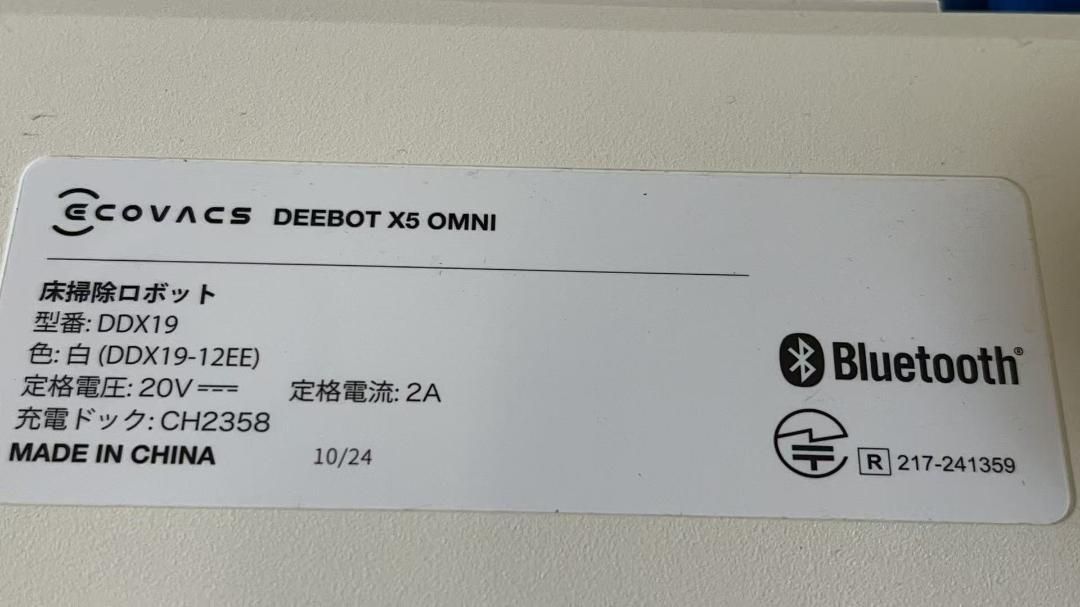 ECOVACS DEEBOT X5 OMNI
床掃除ロボット
型番: DDX19
色: 白 (DDX19-12EE)
定格電圧: 20V⎓ 定格電流: 2A
充電ドック: CH2358
MADE IN CHINA 10/24
Bluetooth®
R 217-241359